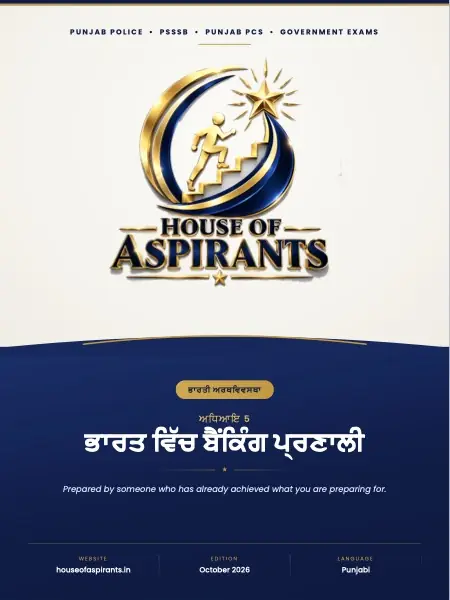 PUNJAB POLICE • PSSSB • PUNJAB PCS • GOVERNMENT EXAMS
HOUSE OF
ASPIRANTS
ਭਾਰਤੀ ਅਰਥਵਿਵਸਥਾ
ਅਧਿਆਇ 5
ਭਾਰਤ ਵਿੱਚ ਬੈਂਕਿੰਗ ਪ੍ਰਣਾਲੀ
Prepared by someone who has already achieved what you are preparing for.
WEBSITE EDITION LANGUAGE
houseofaspirants.in October 2026 Punjabi